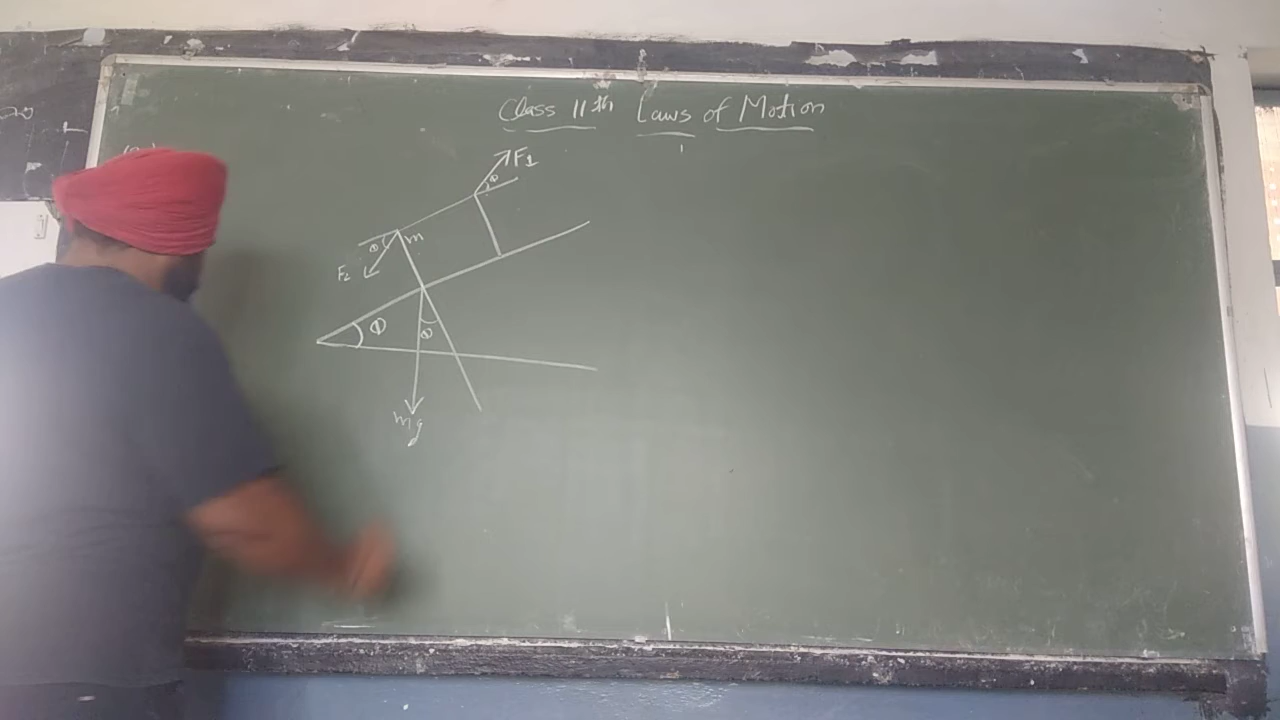 Class 11th Laws of Motion
F1
θ
m
θ
F2
θ
θ
mg